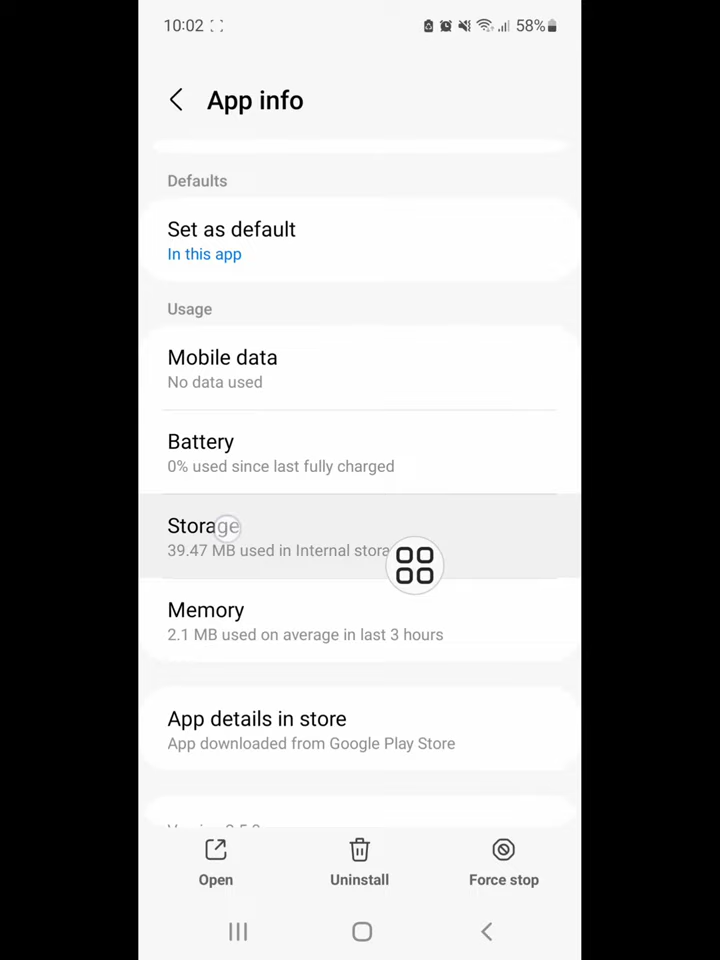 10:02 58%
App info
Defaults
Set as default
In this app
Usage
Mobile data
No data used
Battery
0% used since last fully charged
Storage
39.47 MB used in Internal stora
Memory
2.1 MB used on average in last 3 hours
App details in store
App downloaded from Google Play Store
Open Uninstall Force stop